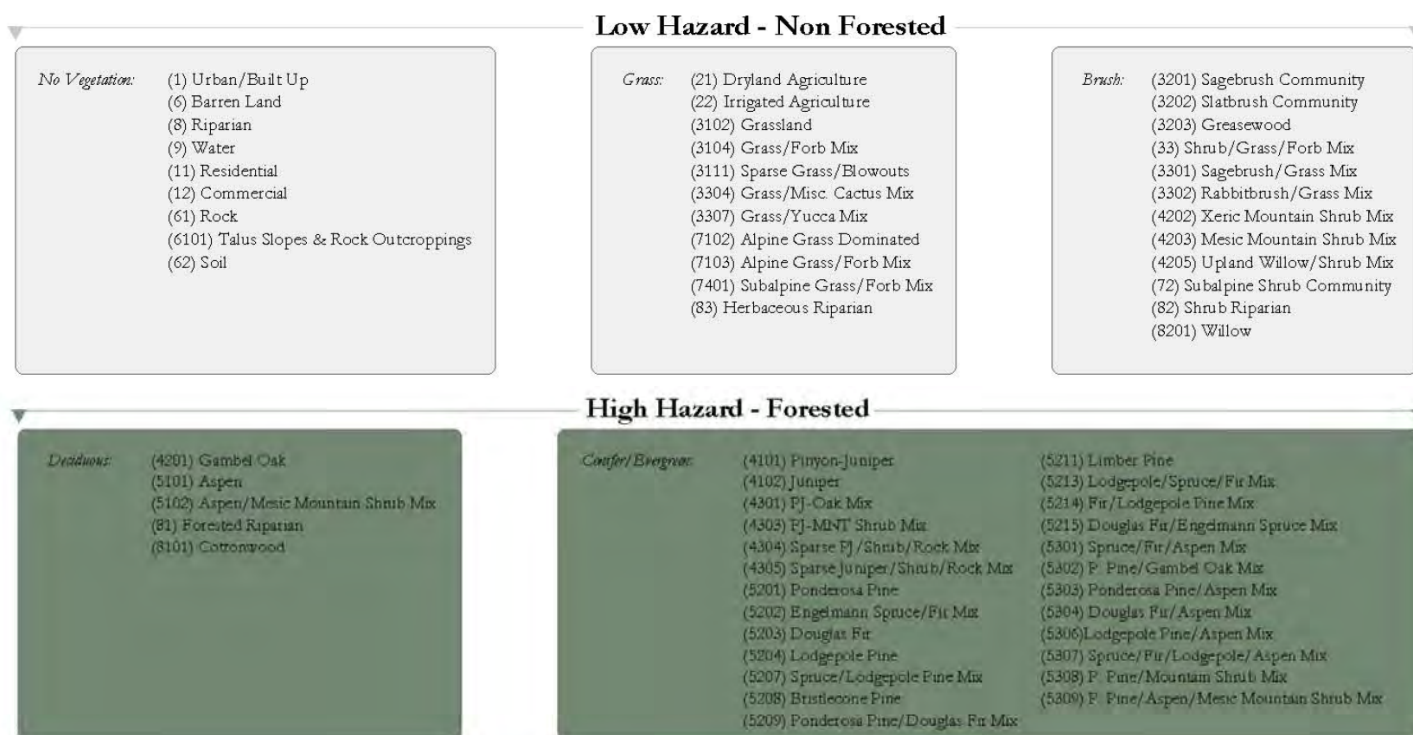 Low Hazard - Non Forested
No Vegetation:
(1) Urban/Built Up
(6) Barren Land
(8) Riparian
(9) Water
(11) Residential
(12) Commercial
(61) Rock
(6101) Talus Slopes & Rock Outcroppings
(62) Soil
Grass:
(21) Dryland Agriculture
(22) Irrigated Agriculture
(3102) Grassland
(3104) Grass/Forb Mix
(3111) Sparse Grass/Blowouts
(3304) Grass/Misc. Cactus Mix
(3307) Grass/Yucca Mix
(7102) Alpine Grass Dominated
(7103) Alpine Grass/Forb Mix
(7401) Subalpine Grass/Forb Mix
(83) Herbaceous Riparian
Brush:
(3201) Sagebrush Community
(3202) Slatbrush Community
(3203) Greasewood
(33) Shrub/Grass/Forb Mix
(3301) Sagebrush/Grass Mix
(3302) Rabbitbrush/Grass Mix
(4202) Xeric Mountain Shrub Mix
(4203) Mesic Mountain Shrub Mix
(4205) Upland Willow/Shrub Mix
(72) Subalpine Shrub Community
(82) Shrub Riparian
(8201) Willow
High Hazard - Forested
Deciduous:
(4201) Gambel Oak
(5101) Aspen
(5102) Aspen/Mesic Mountain Shrub Mix
(81) Forested Riparian
(8101) Cottonwood
Conifer/Evergreen:
(4101) Pinyon-Juniper
(4102) Juniper
(4301) PJ-Oak Mix
(4303) PJ-MNT Shrub Mix
(4304) Sparse PJ/Shrub/Rock Mix
(4305) Sparse Juniper/Shrub/Rock Mix
(5201) Ponderosa Pine
(5202) Engelmann Spruce/Fir Mix
(5203) Douglas Fir
(5204) Lodgepole Pine
(5207) Spruce/Lodgepole Pine Mix
(5208) Bristlecone Pine
(5209) Ponderosa Pine/Douglas Fir Mix
(5211) Limber Pine
(5213) Lodgepole/Spruce/Fir Mix
(5214) Fir/Lodgepole Pine Mix
(5215) Douglas Fir/Engelmann Spruce Mix
(5301) Spruce/Fir/Aspen Mix
(5302) P. Pine/Gambel Oak Mix
(5303) Ponderosa Pine/Aspen Mix
(5304) Douglas Fir/Aspen Mix
(5306)Lodgepole Pine/Aspen Mix
(5307) Spruce/Fir/Lodgepole/Aspen Mix
(5308) P. Pine/Mountain Shrub Mix
(5309) P. Pine/Aspen/Mesic Mountain Shrub Mix